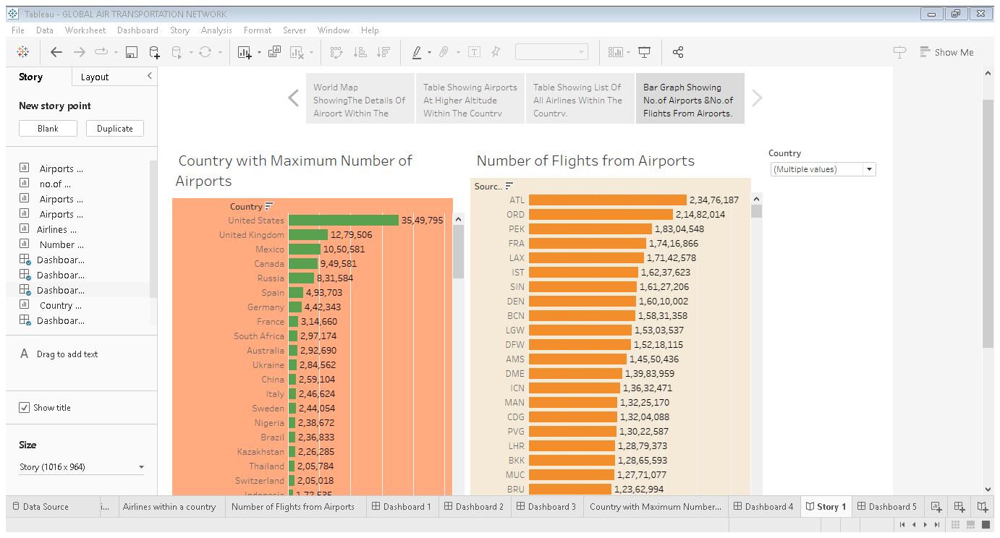 Tableau - GLOBAL AIR TRANSPORTATION NETWORK
File Data Worksheet Dashboard Story Analysis Format Server Window Help
Show Me
Story Layout
New story point
Blank Duplicate
Airports ...
no.of ...
Airports ...
Airports ...
Airlines ...
Number ...
Dashboar...
Dashboar...
Dashboar...
Country ...
Dashboar...
A Drag to add text
Show title
Size
Story (1016 x 964)
World Map
ShowingThe Details Of
Airport Within The
Table Showing Airports
At Higher Altitude
Within The Country
Table Showing List Of
All Airlines Within The
Country.
Bar Graph Showing
No.of Airports &No.of
Flights From Airports.
Country with Maximum Number of
Airports
Country
United States 35,49,795
United Kingdom 12,79,506
Mexico 10,50,581
Canada 9,49,581
Russia 8,31,584
Spain 4,93,703
Germany 4,42,343
France 3,14,660
South Africa 2,97,174
Australia 2,92,690
Ukraine 2,84,562
China 2,59,104
Italy 2,46,624
Sweden 2,44,054
Nigeria 2,38,672
Brazil 2,36,833
Kazakhstan 2,26,285
Thailand 2,05,784
Switzerland 2,05,018
Indonesia 1,72,535
Number of Flights from Airports
Sourc..
ATL 2,34,76,187
ORD 2,14,82,014
PEK 1,83,04,548
FRA 1,74,16,866
LAX 1,71,42,578
IST 1,62,37,623
SIN 1,61,27,206
DEN 1,60,10,002
BCN 1,58,31,358
LGW 1,53,03,537
DFW 1,52,18,115
AMS 1,45,50,436
DME 1,39,83,959
ICN 1,36,32,471
MAN 1,32,25,170
CDG 1,32,04,088
PVG 1,30,22,587
LHR 1,28,79,373
BKK 1,28,65,593
MUC 1,27,71,077
BRU 1,23,62,994
Country
(Multiple values)
Data Source i... Airlines within a country Number of Flights from Airports Dashboard 1 Dashboard 2 Dashboard 3 Country with Maximum Number... Dashboard 4 Story 1 Dashboard 5